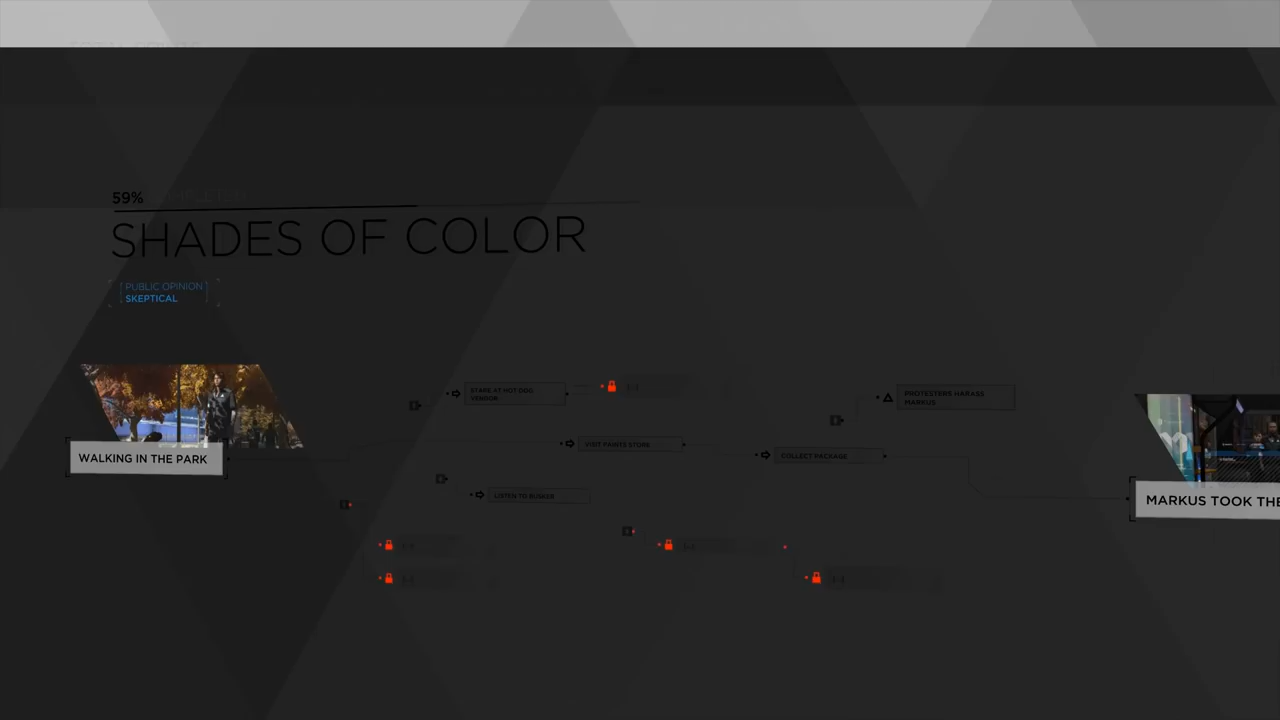 59%
SHADES OF COLOR
PUBLIC OPINION
SKEPTICAL
STARE AT HOT-DOG
VENDOR
PROTESTERS HARASS
MARKUS
VISIT PAINTS STORE
COLLECT PACKAGE
WALKING IN THE PARK
LISTEN TO BUSKER
MARKUS TOOK THE